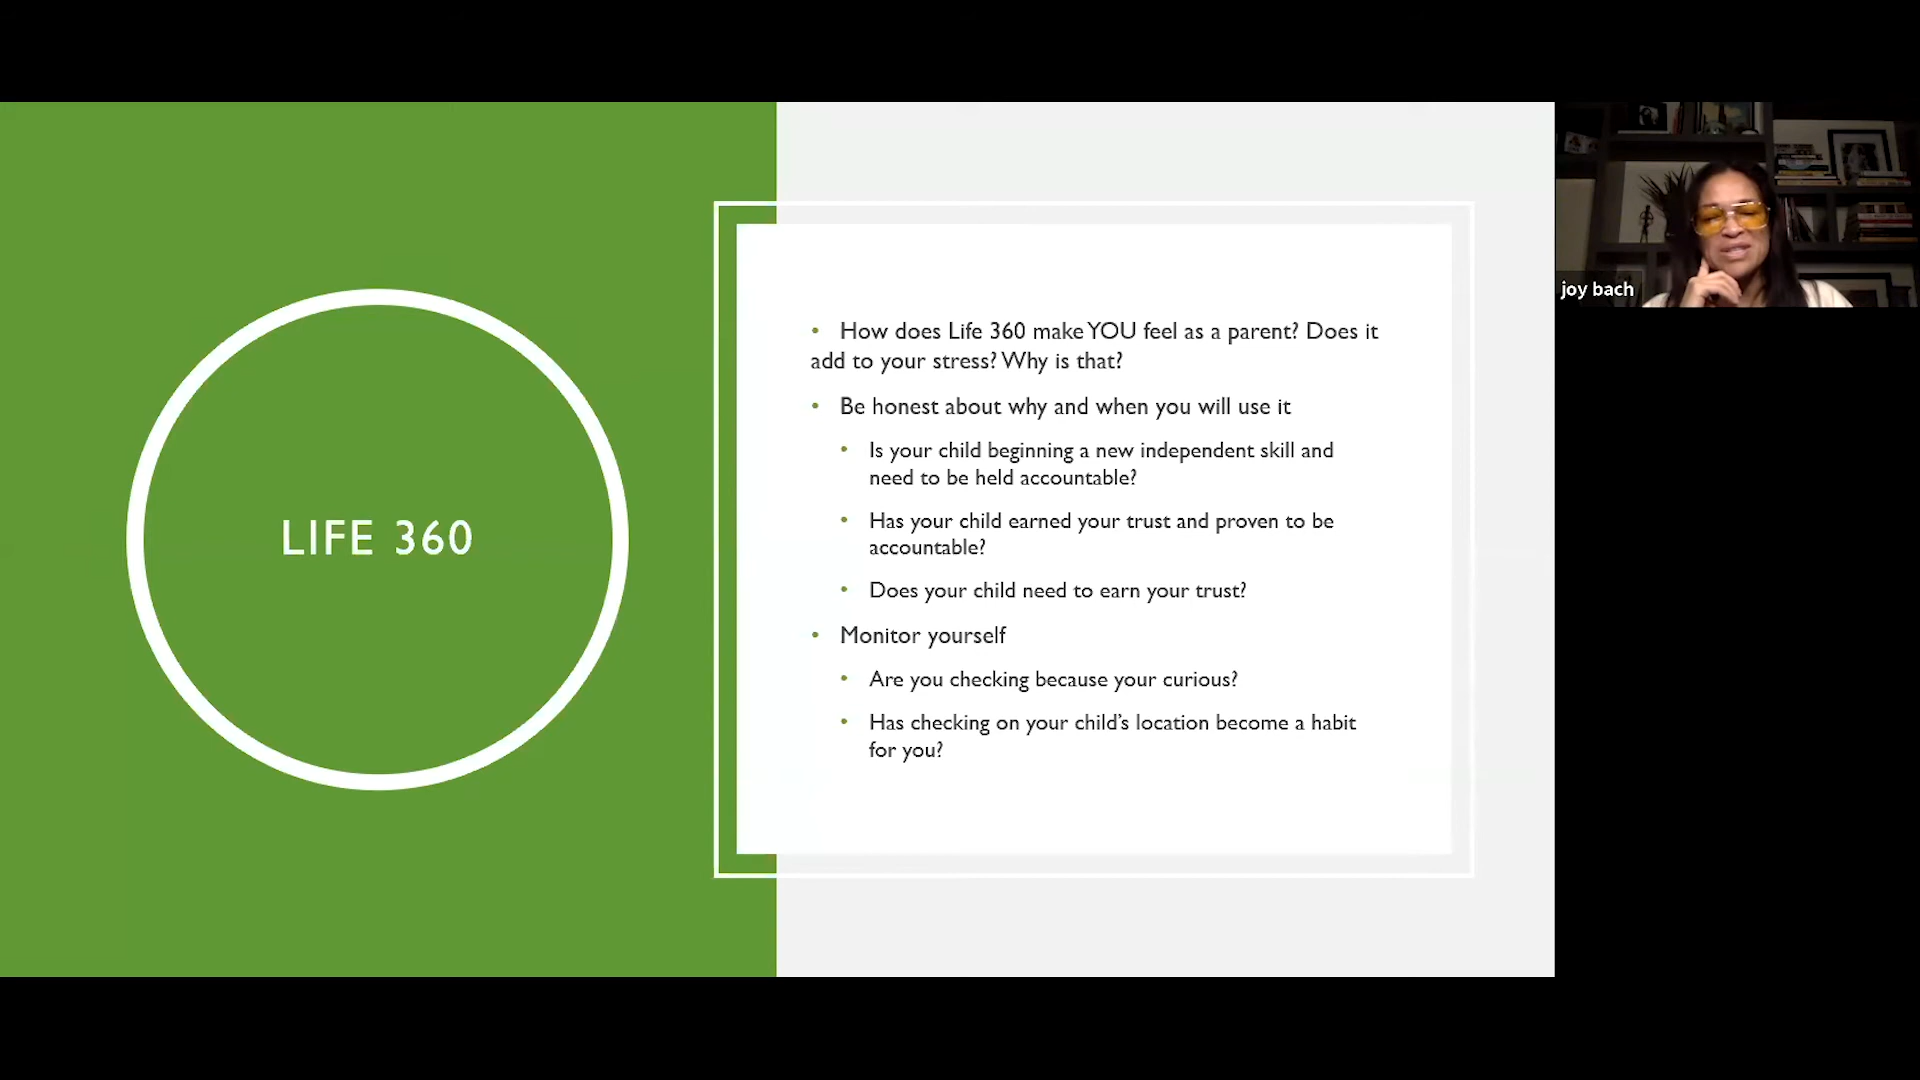 LIFE 360
• How does Life 360 make YOU feel as a parent? Does it
add to your stress? Why is that?
• Be honest about why and when you will use it
• Is your child beginning a new independent skill and
need to be held accountable?
• Has your child earned your trust and proven to be
accountable?
• Does your child need to earn your trust?
• Monitor yourself
• Are you checking because your curious?
• Has checking on your child's location become a habit
for you?
joy bach